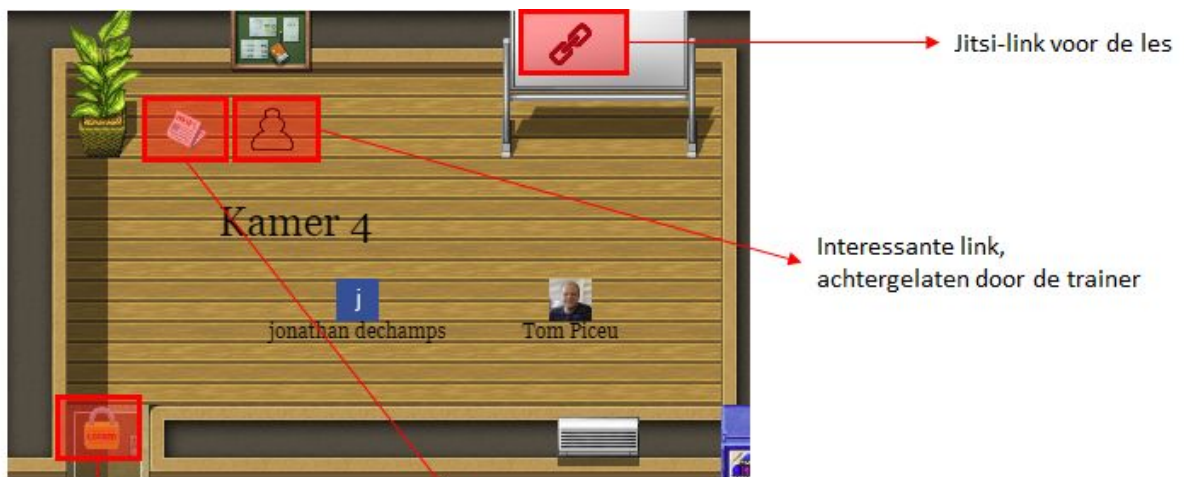 Jitsi-link voor de les
Interessante link,
achtergelaten door de trainer
Kamer 4
j
jonathan dechamps
Tom Piceu